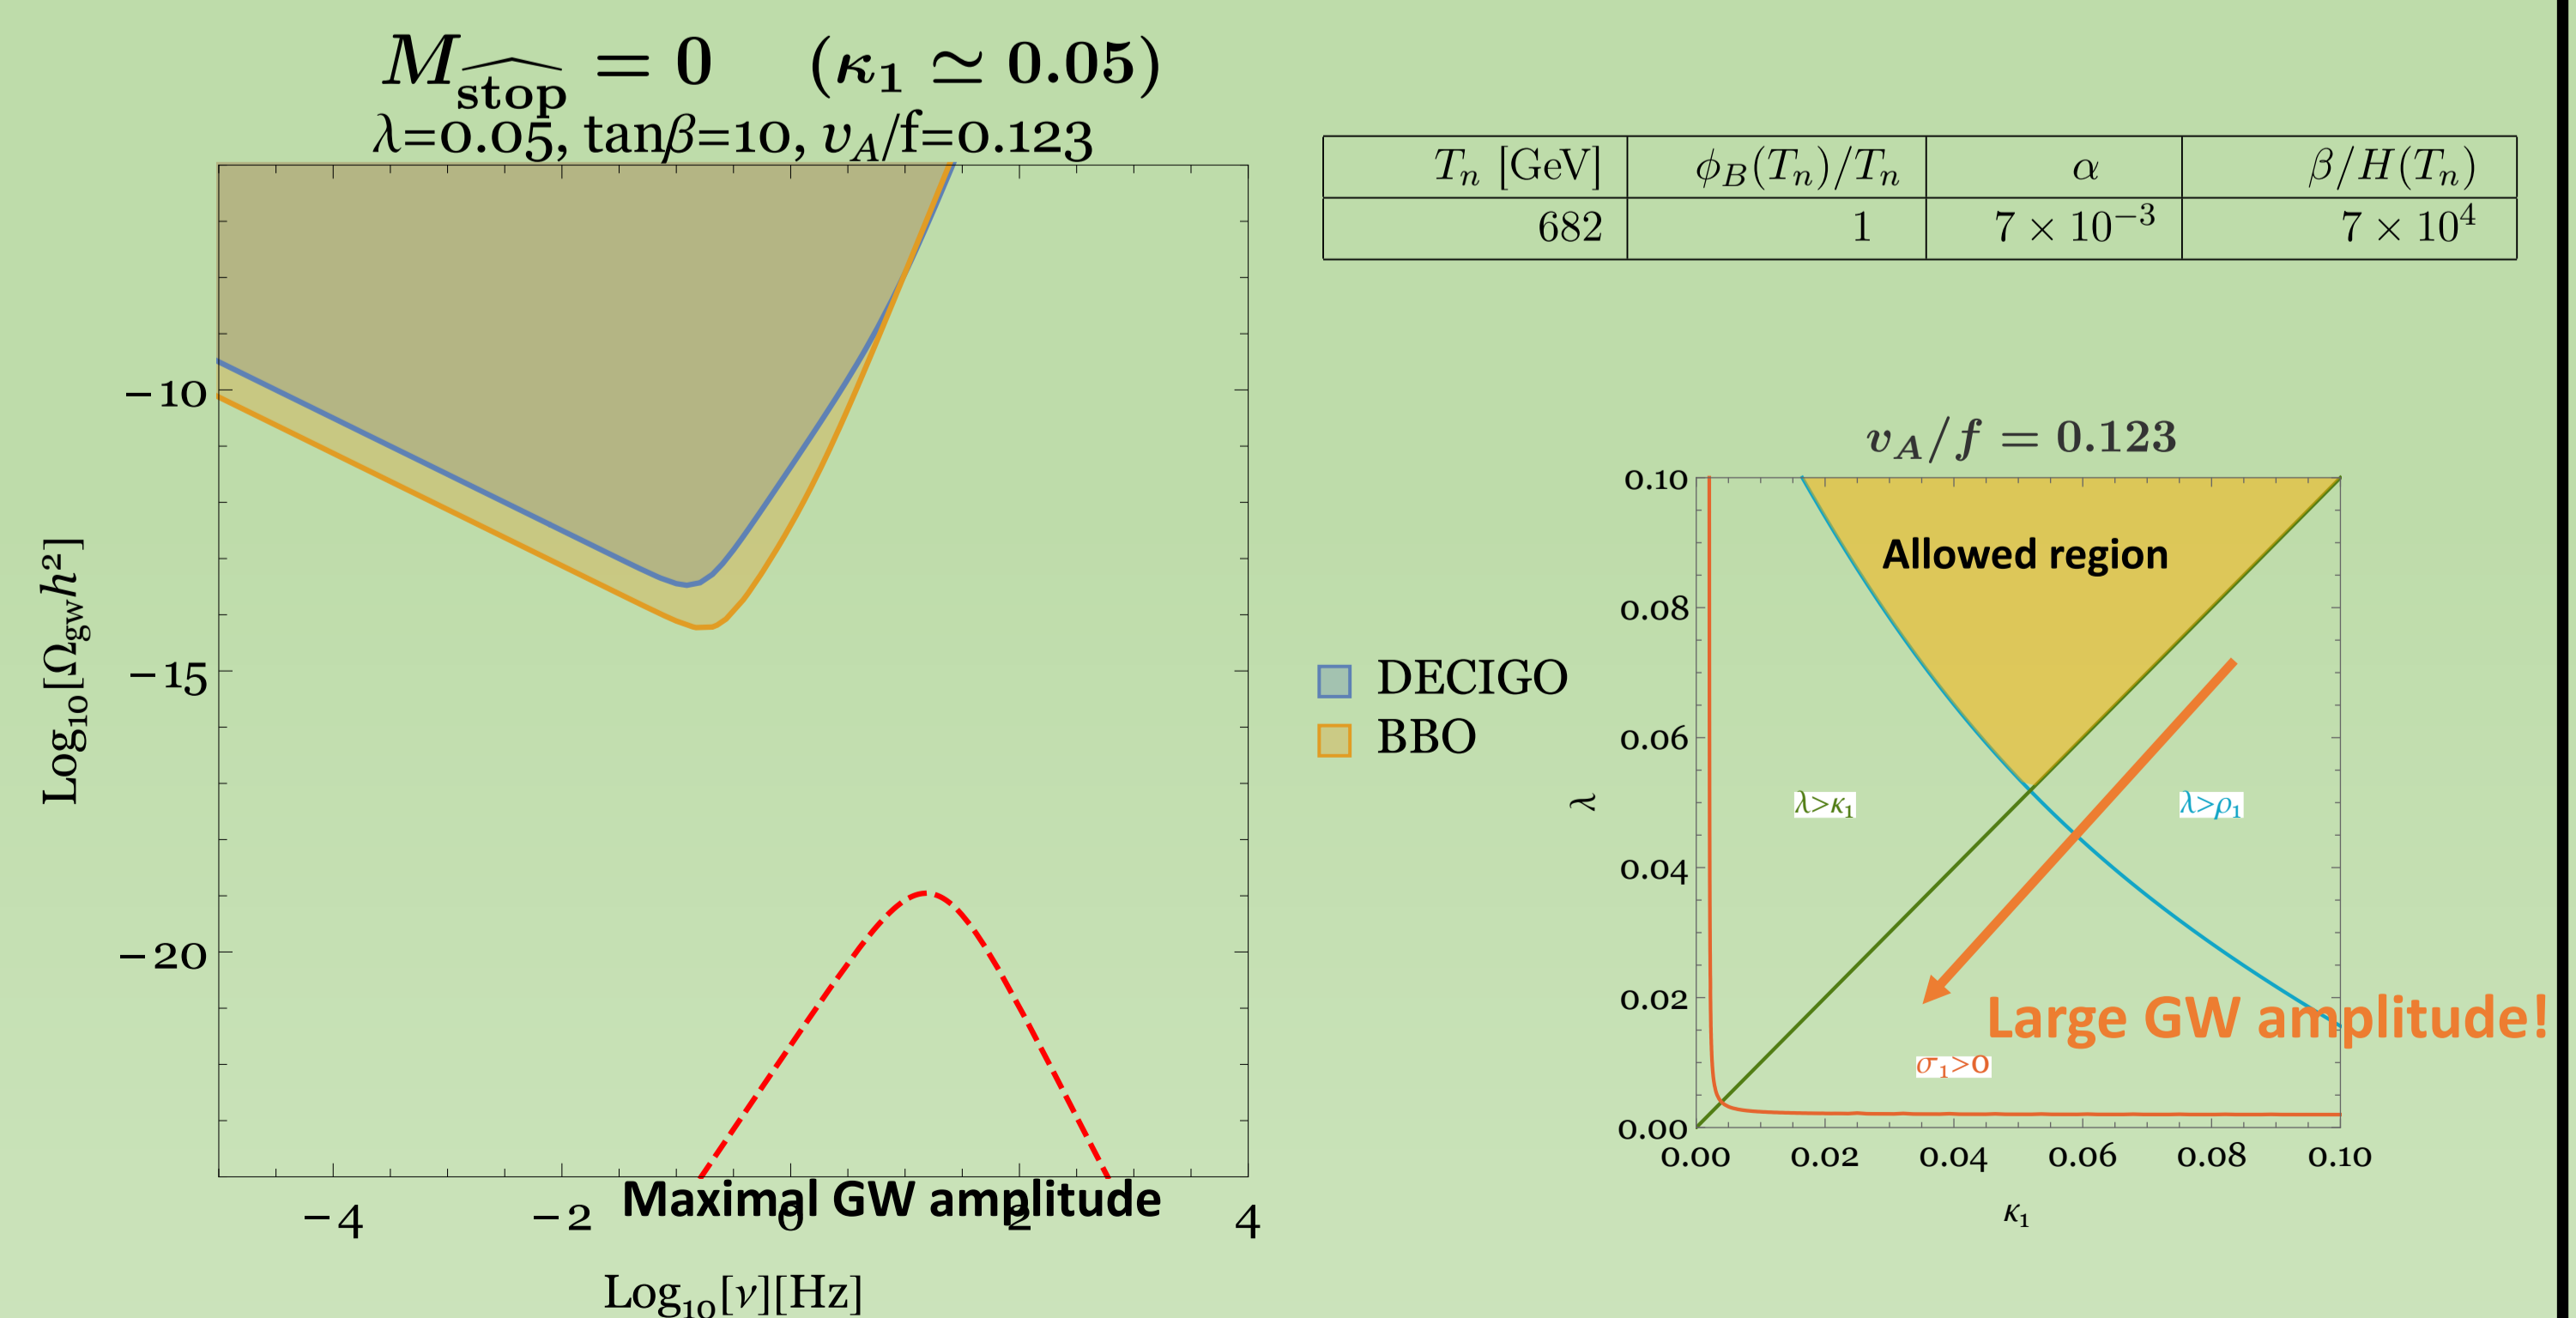 M_stop^ = 0 (κ₁ ≃ 0.05)
λ=0.05, tanβ=10, v_A/f=0.123
−10
−15
−20
Log₁₀[Ω_gw h²]
−4 −2 0 2 4
Maximal GW amplitude
Log₁₀[ν][Hz]
DECIGO
BBO
T_n [GeV] ϕ_B(T_n)/T_n α β/H(T_n)
682 1 7 × 10⁻³ 7 × 10⁴
v_A/f = 0.123
0.10
0.08
0.06
0.04
0.02
0.00
λ
Allowed region
λ>κ₁
λ>ρ₁
Large GW amplitude!
σ₁>0
0.00 0.02 0.04 0.06 0.08 0.10
κ₁